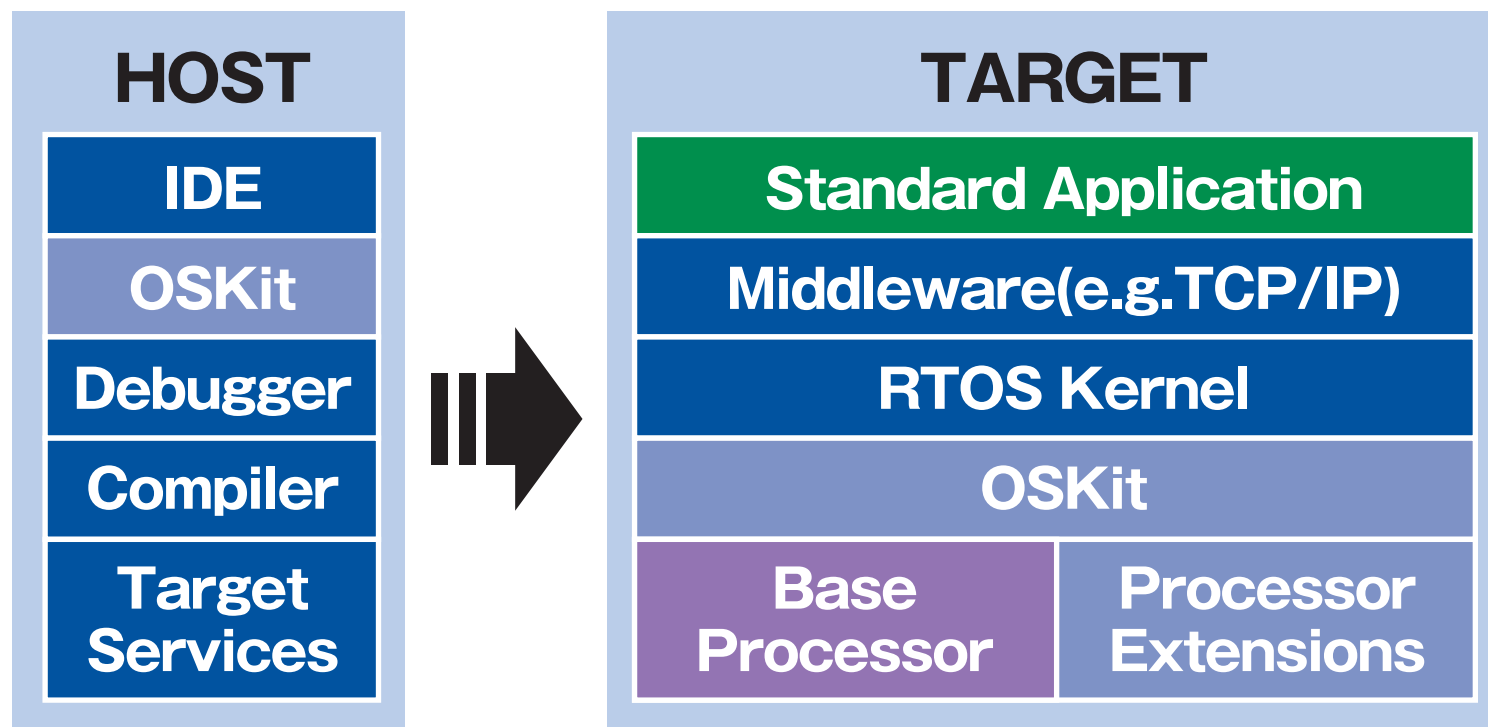 HOST
IDE
OSKit
Debugger
Compiler
Target
Services
TARGET
Standard Application
Middleware(e.g.TCP/IP)
RTOS Kernel
OSKit
Base
Processor
Processor
Extensions